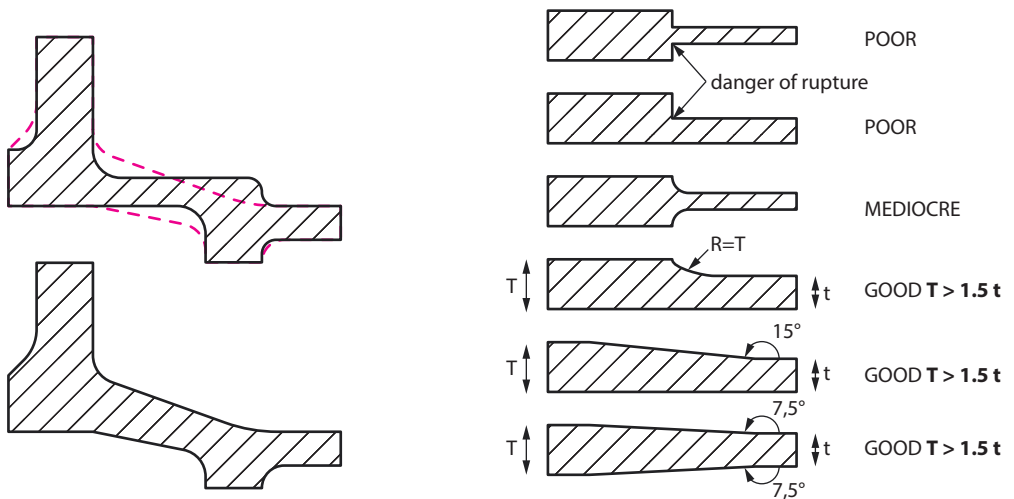 POOR
danger of rupture
POOR
MEDIOCRE
R=T
T
t
GOOD T > 1.5 t
15°
T
t
GOOD T > 1.5 t
7,5°
T
t
GOOD T > 1.5 t
7,5°